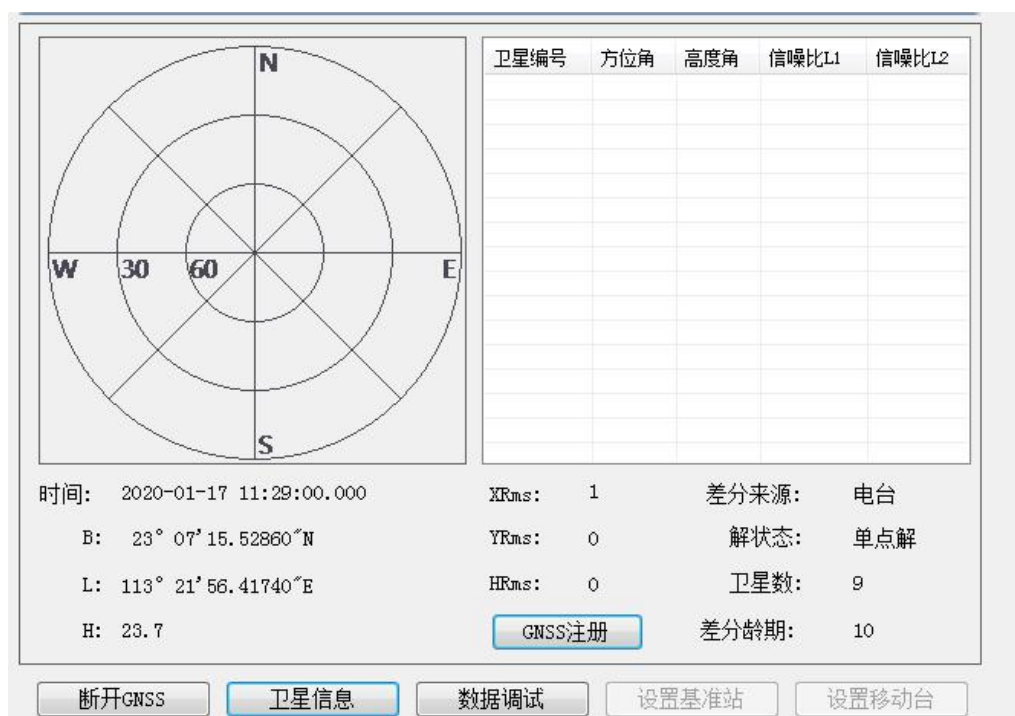 N
W 30 60 E
S
卫星编号 方位角 高度角 信噪比L1 信噪比L2
时间: 2020-01-17 11:29:00.000 XRms: 1 差分来源: 电台
B: 23° 07′15.52860″N YRms: 0 解状态: 单点解
L: 113° 21′56.41740″E HRms: 0 卫星数: 9
H: 23.7 GNSS注册 差分龄期: 10
断开GNSS 卫星信息 数据调试 设置基准站 设置移动台